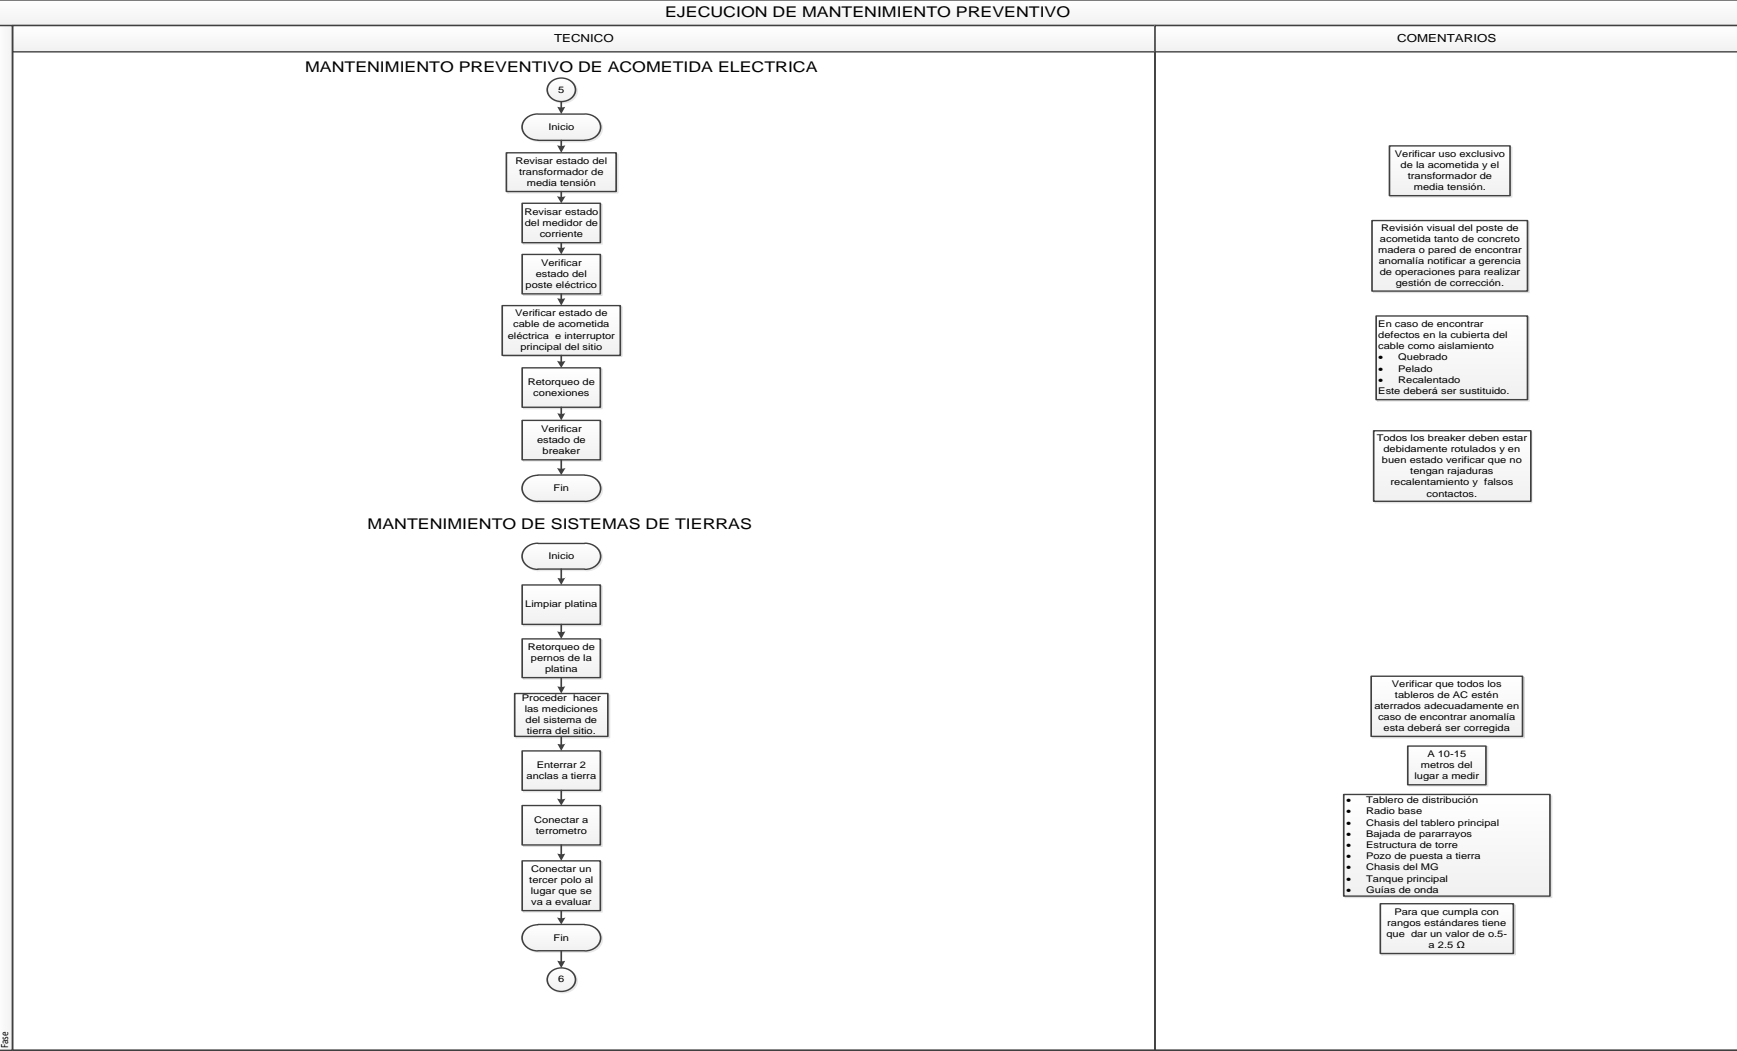 EJECUCION DE MANTENIMIENTO PREVENTIVO
TECNICO
COMENTARIOS
MANTENIMIENTO PREVENTIVO DE ACOMETIDA ELECTRICA
5
Inicio
Revisar estado del
transformador de
media tensión
Verificar uso exclusivo
de la acometida y el
transformador de
media tensión.
Revisar estado
del medidor de
corriente
Verificar
estado del
poste eléctrico
Revisión visual del poste de
acometida tanto de concreto
madera o pared de encontrar
anomalía notificar a gerencia
de operaciones para realizar
gestión de corrección.
Verificar estado de
cable de acometida
eléctrica e interruptor
principal del sitio
En caso de encontrar
defectos en la cubierta del
cable como aislamiento
• Quebrado
• Pelado
• Recalentado
Este deberá ser sustituido.
Retorqueo de
conexiones
Verificar
estado de
breaker
Todos los breaker deben estar
debidamente rotulados y en
buen estado verificar que no
tengan rajaduras
recalentamiento y falsos
contactos.
Fin
MANTENIMIENTO DE SISTEMAS DE TIERRAS
Inicio
Limpiar platina
Retorqueo de
pernos de la
platina
Proceder hacer
las mediciones
del sistema de
tierra del sitio.
Verificar que todos los
tableros de AC estén
aterrados adecuadamente en
caso de encontrar anomalía
esta deberá ser corregida
Enterrar 2
anclas a tierra
A 10-15
metros del
lugar a medir
Conectar a
terrometro
• Tablero de distribución
• Radio base
• Chasis del tablero principal
• Bajada de pararrayos
• Estructura de torre
• Pozo de puesta a tierra
• Chasis del MG
• Tanque principal
• Guías de onda
Conectar un
tercer polo al
lugar que se
va a evaluar
Para que cumpla con
rangos estándares tiene
que dar un valor de o.5-
a 2.5 Ω
Fin
6
Fase